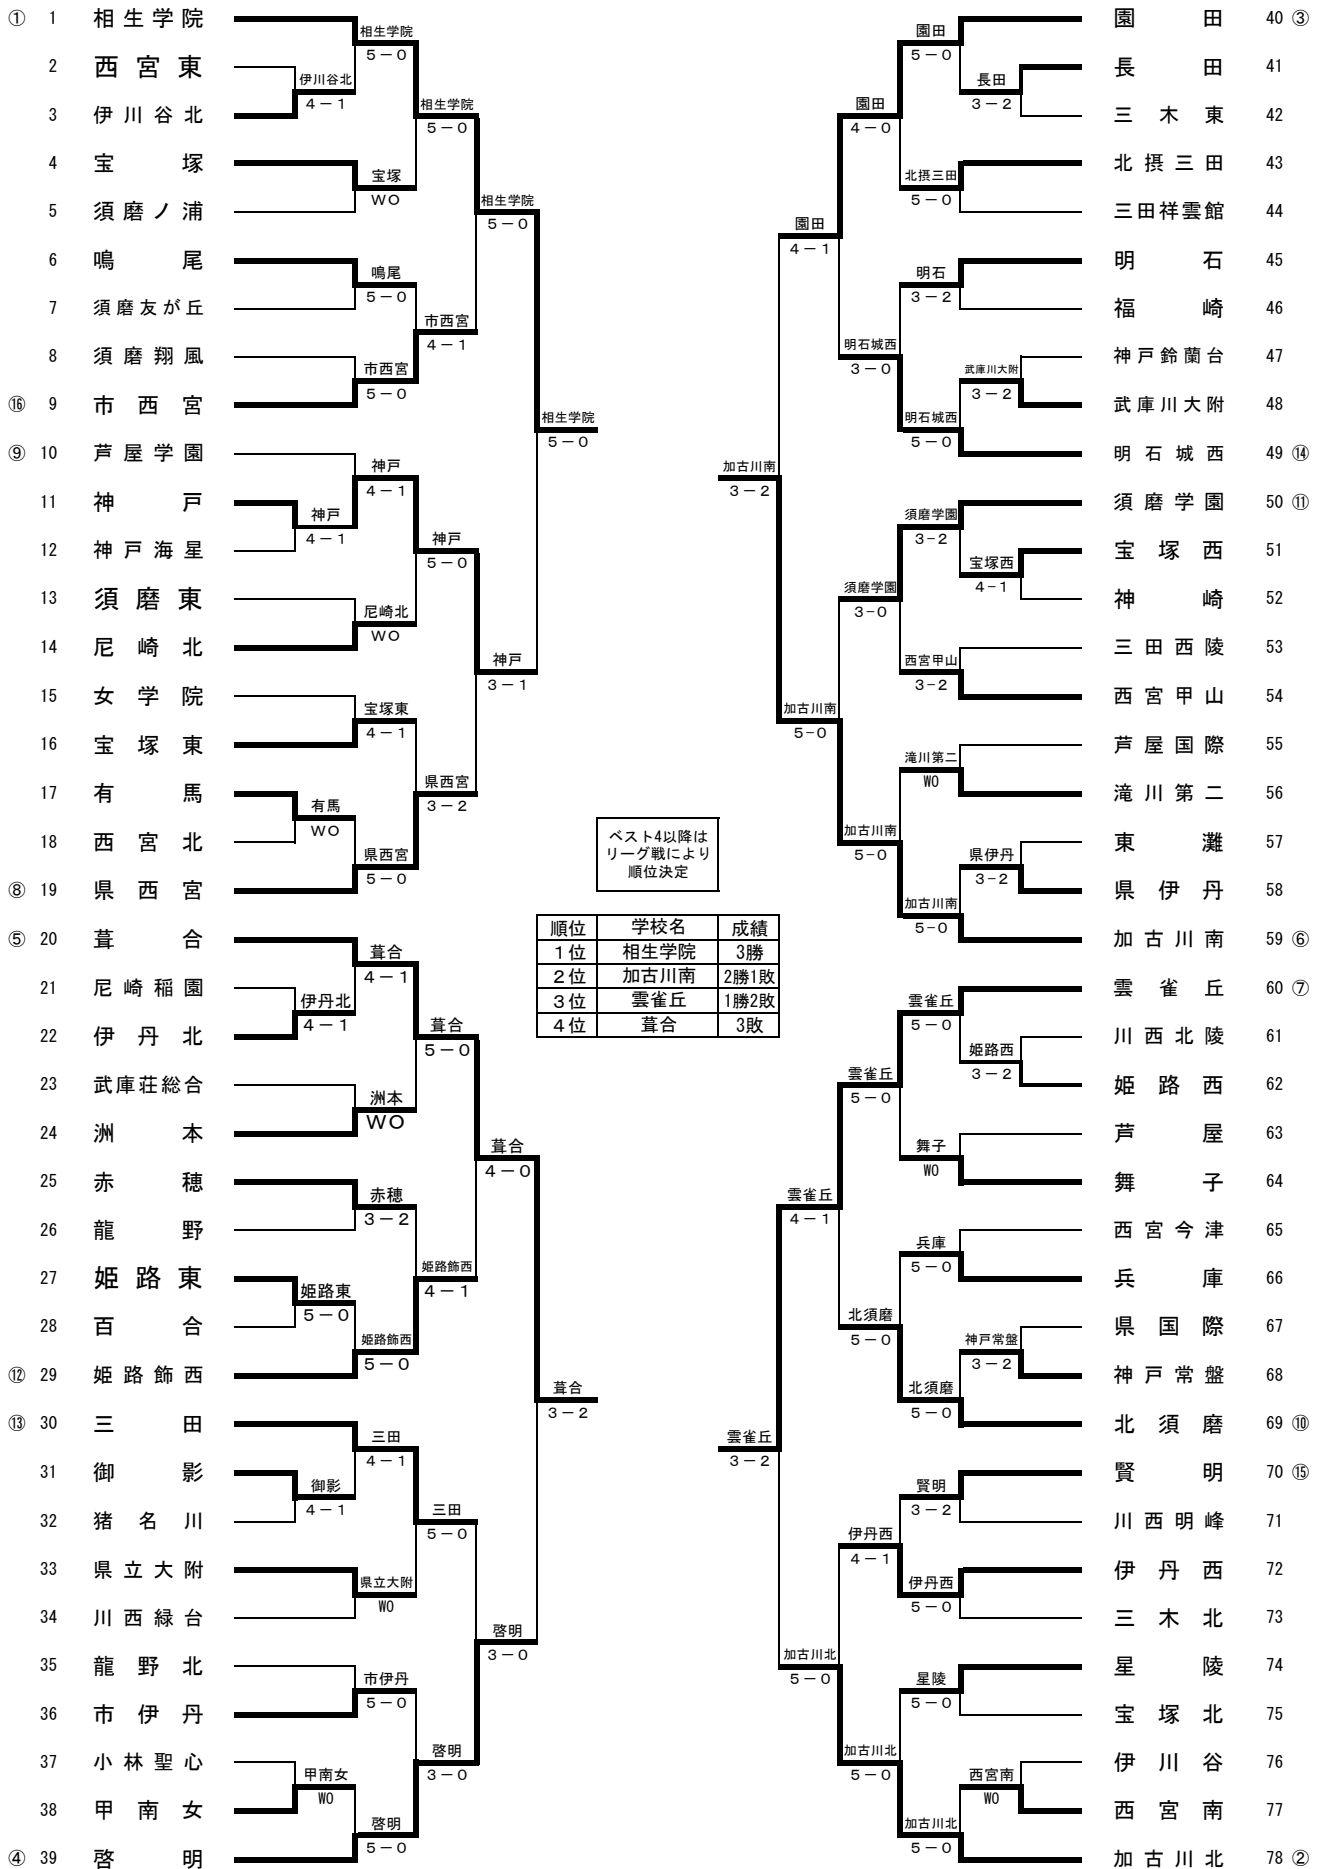 ① 1 相生学院
2 西宮東
3 伊川谷北
4 宝塚
5 須磨ノ浦
6 鳴尾
7 須磨友が丘
8 須磨翔風
⑯ 9 市西宮
⑨ 10 芦屋学園
11 神戸
12 神戸海星
13 須磨東
14 尼崎北
15 女学院
16 宝塚東
17 有馬
18 西宮北
⑧ 19 県西宮
⑤ 20 葺合
21 尼崎稲園
22 伊丹北
23 武庫荘総合
24 洲本
25 赤穂
26 龍野
27 姫路東
28 百合
⑫ 29 姫路飾西
⑬ 30 三田
31 御影
32 猪名川
33 県立大附
34 川西緑台
35 龍野北
36 市伊丹
37 小林聖心
38 甲南女
④ 39 啓明
伊川谷北
4－1
神戸
4－1
有馬
WO
伊丹北
4－1
姫路東
5－0
御影
4－1
甲南女
WO
相生学院
5－0
宝塚
WO
鳴尾
5－0
市西宮
5－0
神戸
4－1
尼崎北
WO
宝塚東
4－1
県西宮
5－0
葺合
4－1
洲本
WO
赤穂
3－2
姫路飾西
5－0
三田
4－1
県立大附
WO
市伊丹
5－0
啓明
5－0
相生学院
5－0
市西宮
4－1
神戸
5－0
県西宮
3－2
葺合
5－0
姫路飾西
4－1
三田
5－0
啓明
3－0
相生学院
5－0
神戸
3－1
葺合
4－0
啓明
3－0
相生学院
5－0
葺合
3－2
ベスト4以降は
リーグ戦により
順位決定
順位 学校名 成績
1位 相生学院 3勝
2位 加古川南 2勝1敗
3位 雲雀丘 1勝2敗
4位 葺合 3敗
加古川南
3－2
雲雀丘
3－2
園田
4－1
加古川南
5-0
雲雀丘
4－1
加古川北
5－0
園田
4－0
明石城西
3－0
須磨学園
3-0
加古川南
5-0
雲雀丘
5－0
北須磨
5－0
伊丹西
4－1
加古川北
5－0
園田
5－0
北摂三田
5－0
明石
3－2
明石城西
5－0
須磨学園
3-2
西宮甲山
3-2
滝川第二
WO
加古川南
5-0
雲雀丘
5－0
舞子
WO
兵庫
5－0
北須磨
5－0
賢明
3－2
伊丹西
5－0
星陵
5－0
加古川北
5－0
長田
3－2
武庫川大附
3－2
宝塚西
4-1
県伊丹
3-2
姫路西
3－2
神戸常盤
3－2
西宮南
WO
園田 40 ③
長田 41
三木東 42
北摂三田 43
三田祥雲館 44
明石 45
福崎 46
神戸鈴蘭台 47
武庫川大附 48
明石城西 49 ⑭
須磨学園 50 ⑪
宝塚西 51
神崎 52
三田西陵 53
西宮甲山 54
芦屋国際 55
滝川第二 56
東灘 57
県伊丹 58
加古川南 59 ⑥
雲雀丘 60 ⑦
川西北陵 61
姫路西 62
芦屋 63
舞子 64
西宮今津 65
兵庫 66
県国際 67
神戸常盤 68
北須磨 69 ⑩
賢明 70 ⑮
川西明峰 71
伊丹西 72
三木北 73
星陵 74
宝塚北 75
伊川谷 76
西宮南 77
加古川北 78 ②